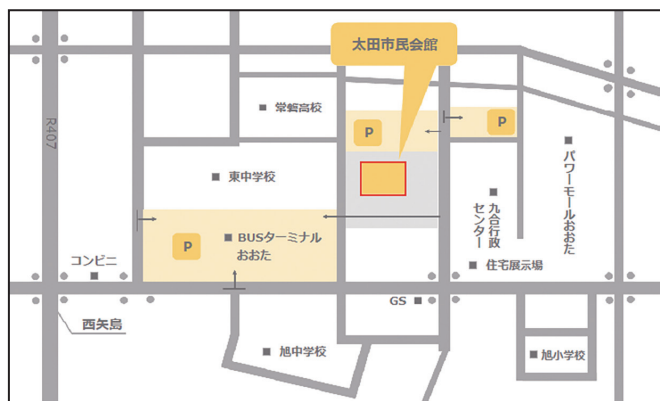 太田市民会館
R407
常磐高校
P
P
東中学校
パワーモールおおた
九合行政
センター
BUSターミナル
おおた
P
コンビニ
住宅展示場
GS
西矢島
旭中学校
旭小学校